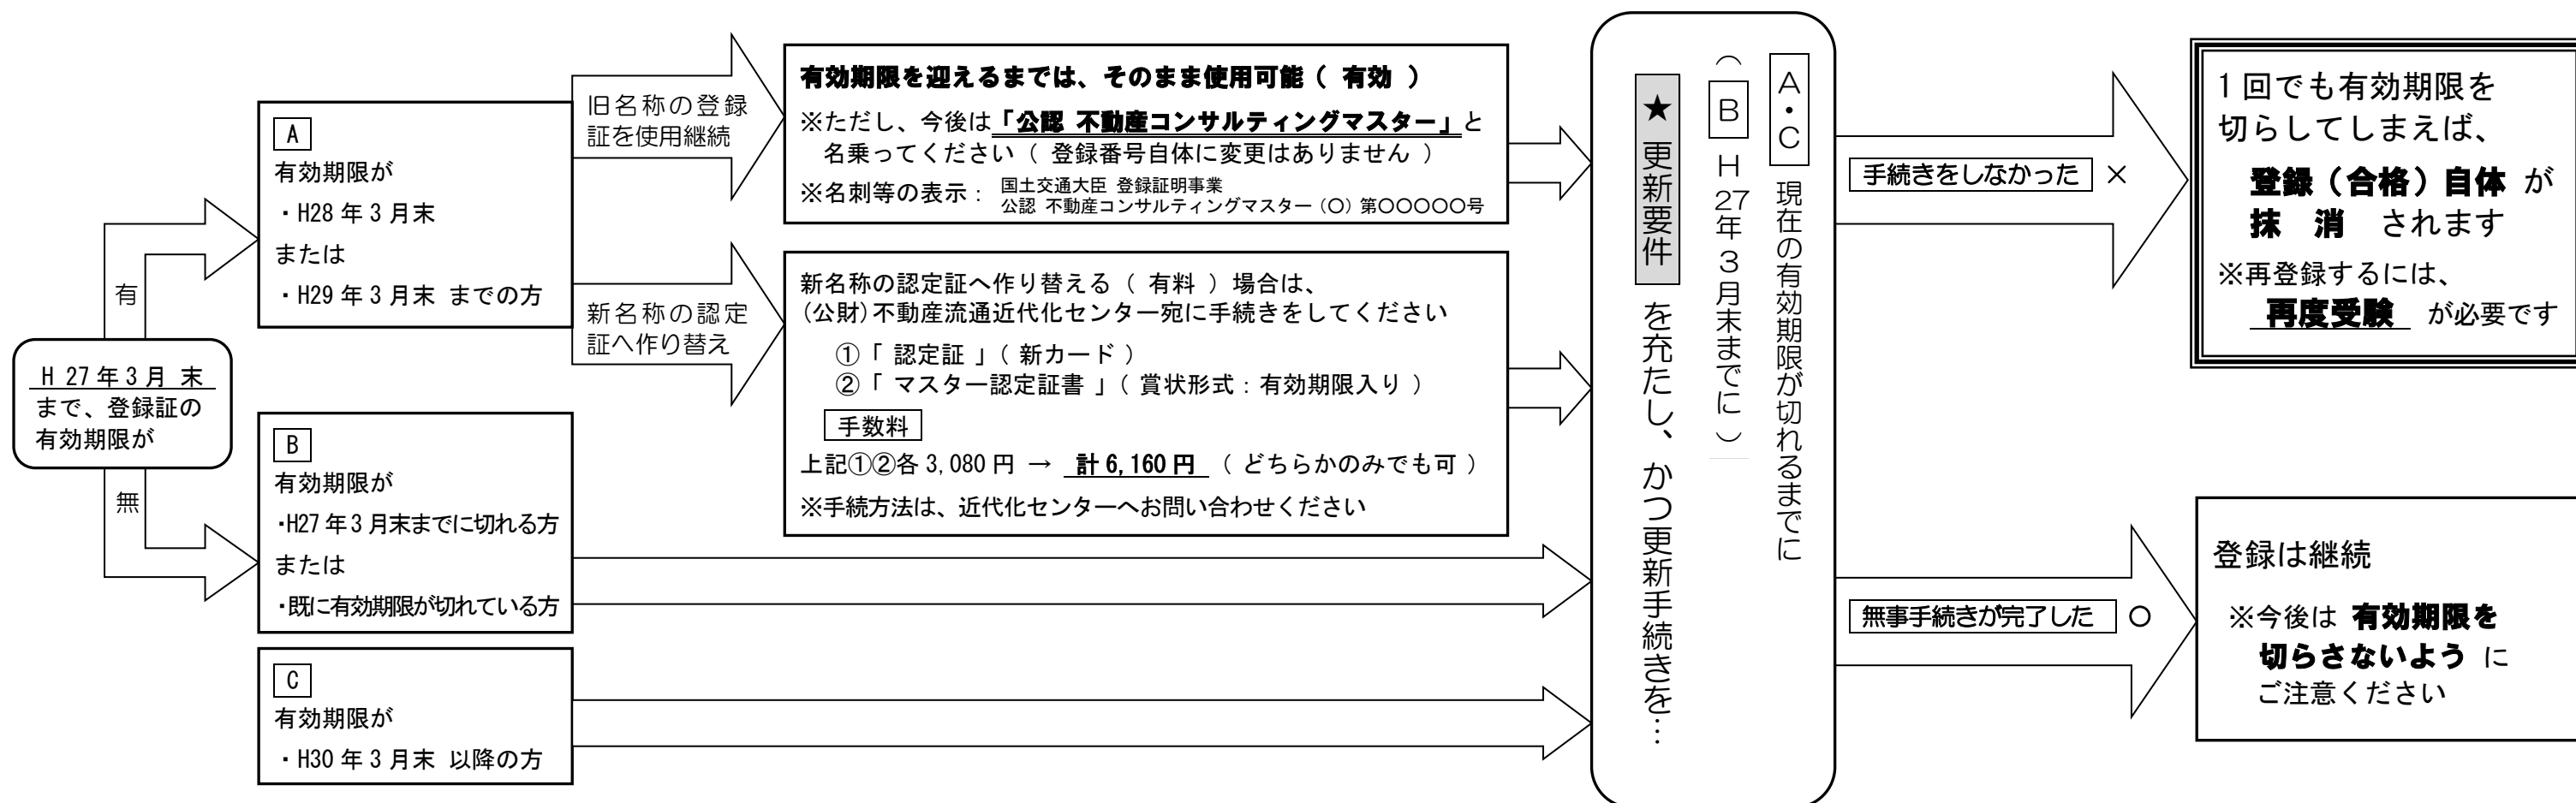 H 27年3月 末
まで、登録証の
有効期限が
有
無
A
有効期限が
・H28 年 3 月末
または
・H29 年 3 月末 までの方
B
有効期限が
・H27 年 3 月末までに切れる方
または
・既に有効期限が切れている方
C
有効期限が
・H30 年 3 月末 以降の方
旧名称の登録
証を使用継続
新名称の認定
証へ作り替え
有効期限を迎えるまでは、そのまま使用可能( 有効 )
※ただし、今後は「公認 不動産コンサルティングマスター」と
名乗ってください( 登録番号自体に変更はありません )
※名刺等の表示: 国土交通大臣 登録証明事業
公認 不動産コンサルティングマスター(〇)第〇〇〇〇〇号
新名称の認定証へ作り替える( 有料 )場合は、
(公財)不動産流通近代化センター宛に手続きをしてください
①「 認定証 」( 新カード )
②「 マスター認定証書 」( 賞状形式:有効期限入り )
手数料
上記①②各 3,080 円 → 計 6,160 円 ( どちらかのみでも可 )
※手続方法は、近代化センターへお問い合わせください
A・C 現在の有効期限が切れるまでに
( B H27年3月末までに )
★ 更新要件 を充たし、かつ更新手続きを…
手続きをしなかった ×
無事手続きが完了した 〇
1回でも有効期限を
切らしてしまえば、
登録(合格)自体 が
抹 消 されます
※再登録するには、
再度受験 が必要です
登録は継続
※今後は 有効期限を
切らさないよう に
ご注意ください